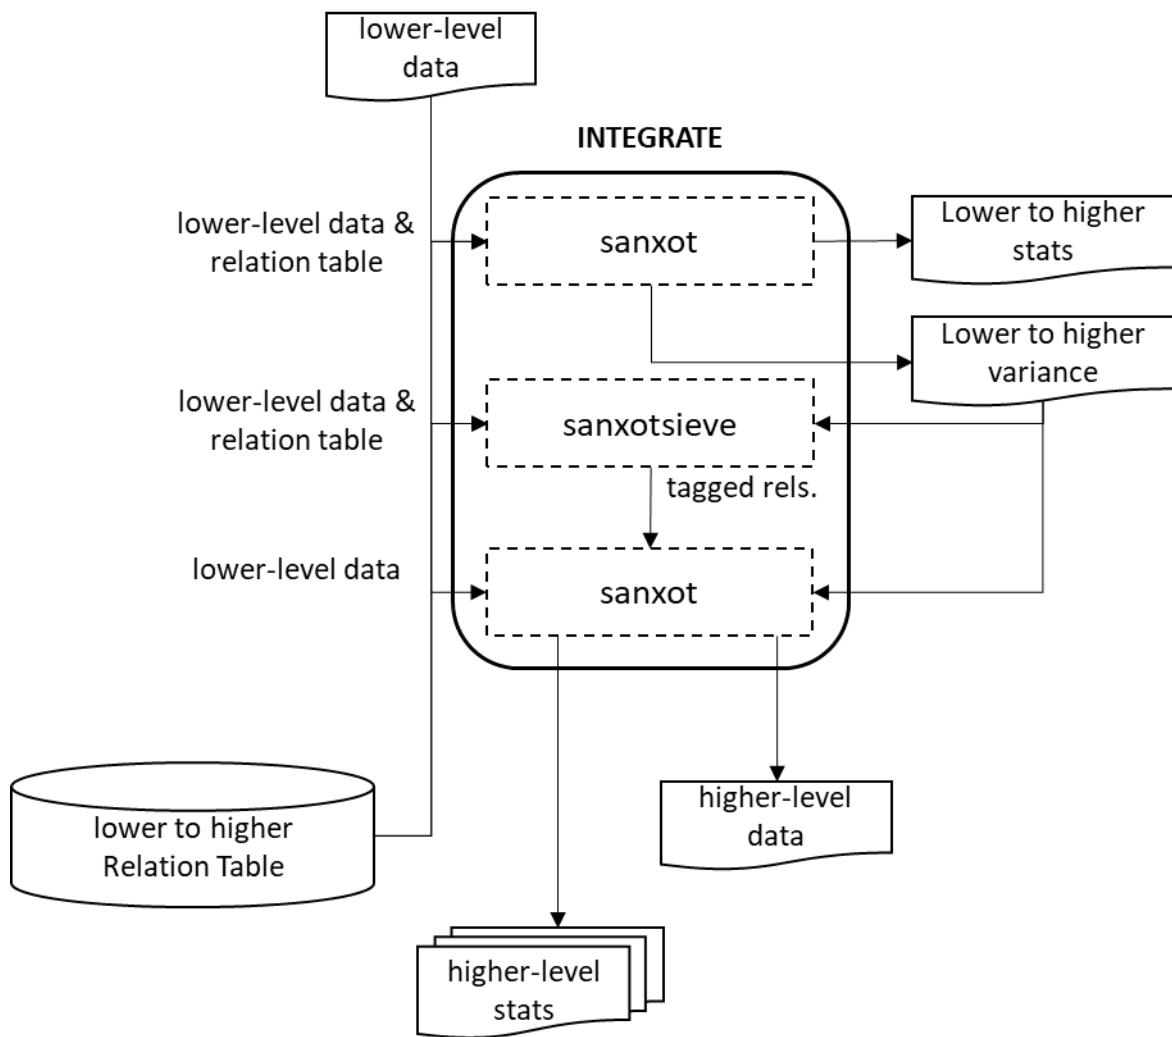 lower-level
data
INTEGRATE
lower-level data &
relation table
sanxot
Lower to higher
stats
Lower to higher
variance
lower-level data &
relation table
sanxotsieve
tagged rels.
lower-level data
sanxot
higher-level
data
lower to higher
Relation Table
higher-level
stats